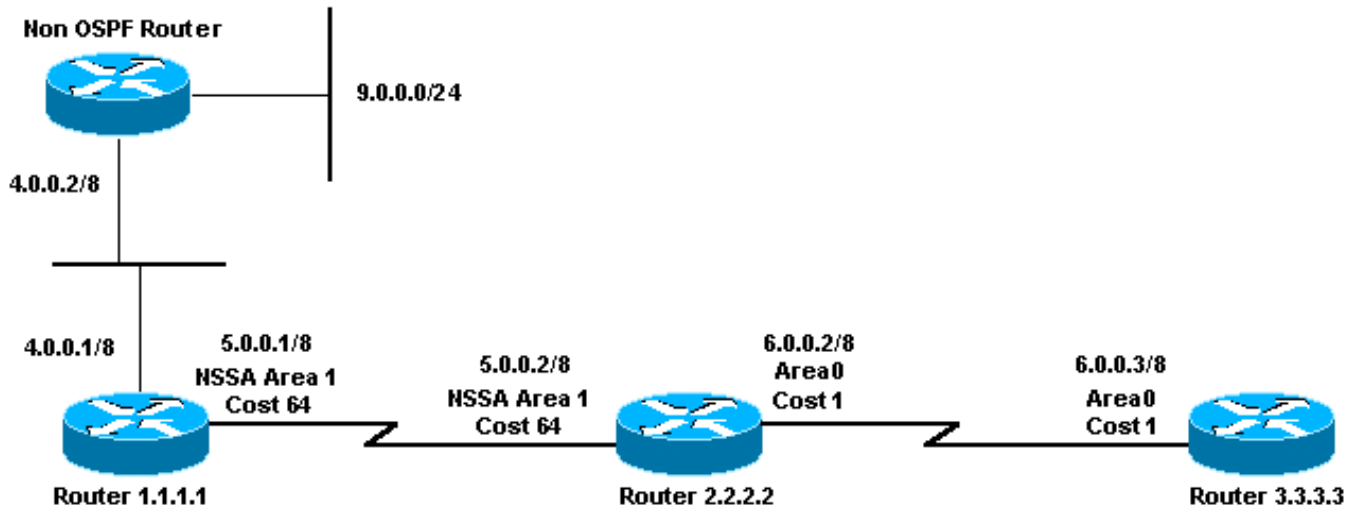 Non OSPF Router
9.0.0.0/24
4.0.0.2/8
4.0.0.1/8
5.0.0.1/8
NSSA Area 1
Cost 64
5.0.0.2/8
NSSA Area 1
Cost 64
6.0.0.2/8
Area0
Cost 1
6.0.0.3/8
Area0
Cost 1
Router 1.1.1.1
Router 2.2.2.2
Router 3.3.3.3